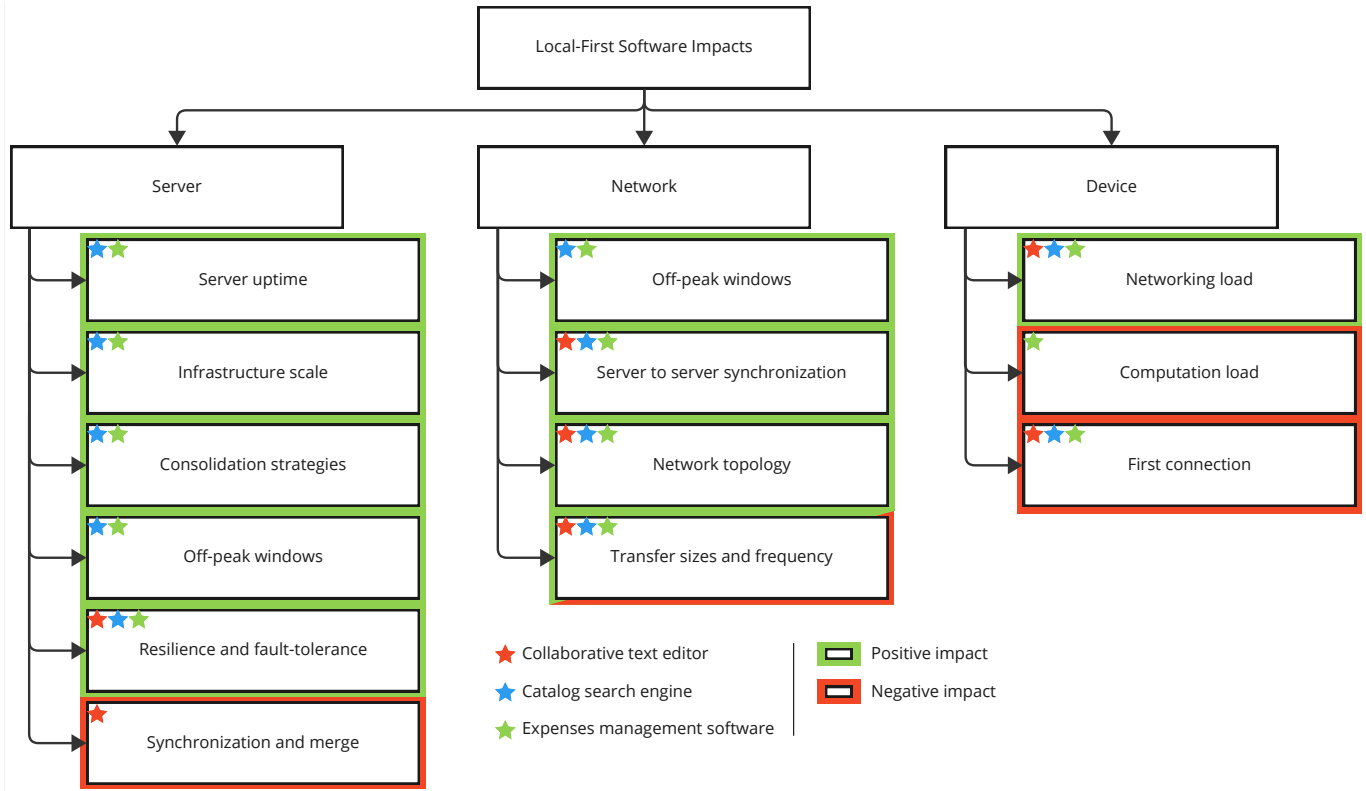 Local-First Software Impacts
Server
Network
Device
Server uptime
Infrastructure scale
Consolidation strategies
Off-peak windows
Resilience and fault-tolerance
Synchronization and merge
Off-peak windows
Server to server synchronization
Network topology
Transfer sizes and frequency
Networking load
Computation load
First connection
Collaborative text editor
Catalog search engine
Expenses management software
Positive impact
Negative impact